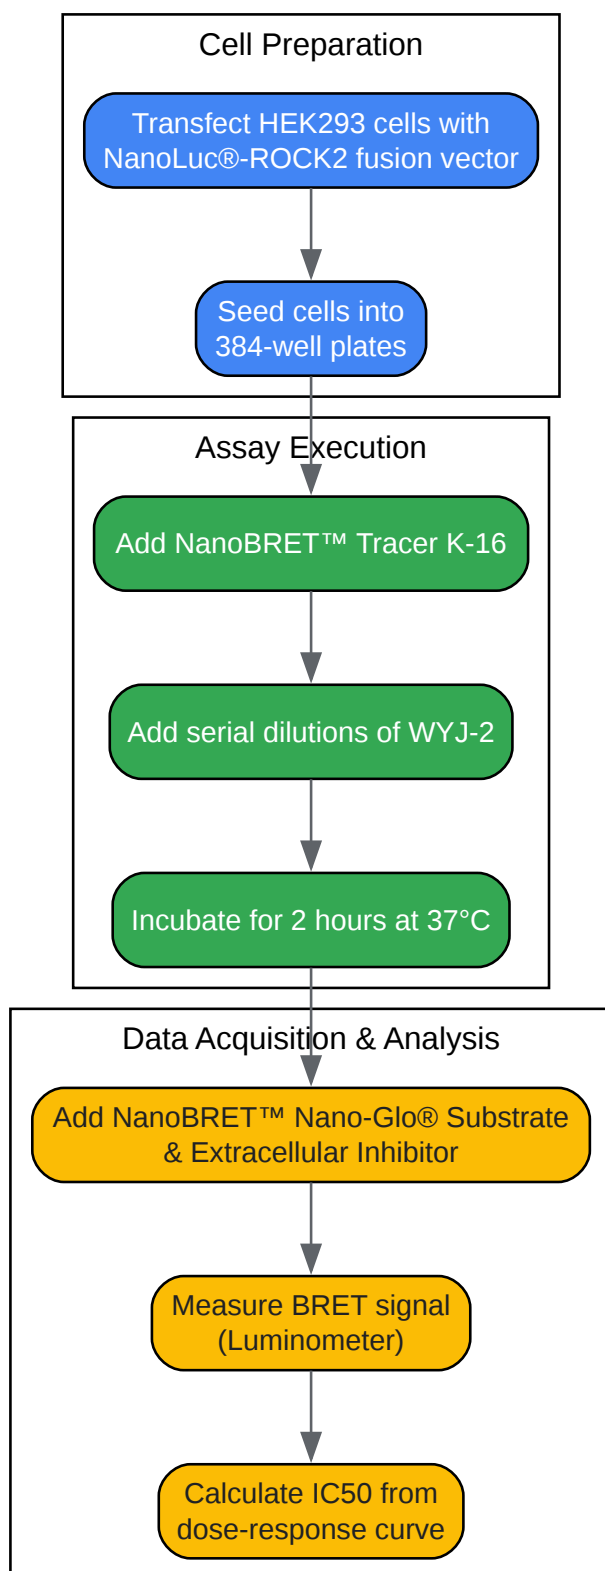 Cell Preparation
Transfect HEK293 cells with
NanoLuc®-ROCK2 fusion vector
Seed cells into
384-well plates
Assay Execution
Add NanoBRET™ Tracer K-16
Add serial dilutions of WYJ-2
Incubate for 2 hours at 37°C
Data Acquisition & Analysis
Add NanoBRET™ Nano-Glo® Substrate
& Extracellular Inhibitor
Measure BRET signal
(Luminometer)
Calculate IC50 from
dose-response curve